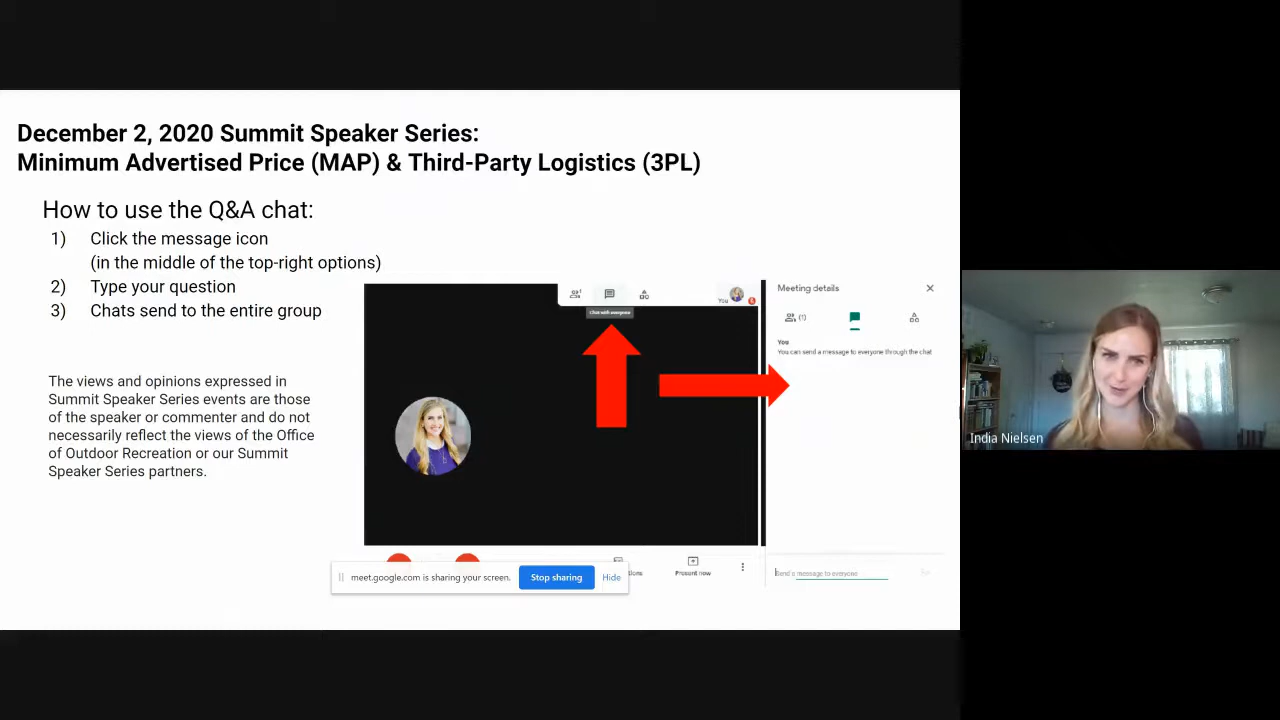 December 2, 2020 Summit Speaker Series:
Minimum Advertised Price (MAP) & Third-Party Logistics (3PL)
How to use the Q&A chat:
1) Click the message icon
(in the middle of the top-right options)
2) Type your question
3) Chats send to the entire group
The views and opinions expressed in
Summit Speaker Series events are those
of the speaker or commenter and do not
necessarily reflect the views of the Office
of Outdoor Recreation or our Summit
Speaker Series partners.
You
Chat with everyone
Meeting details
(1)
You
You can send a message to everyone through the chat
Present now
Send a message to everyone
meet.google.com is sharing your screen.
Stop sharing
Hide
India Nielsen